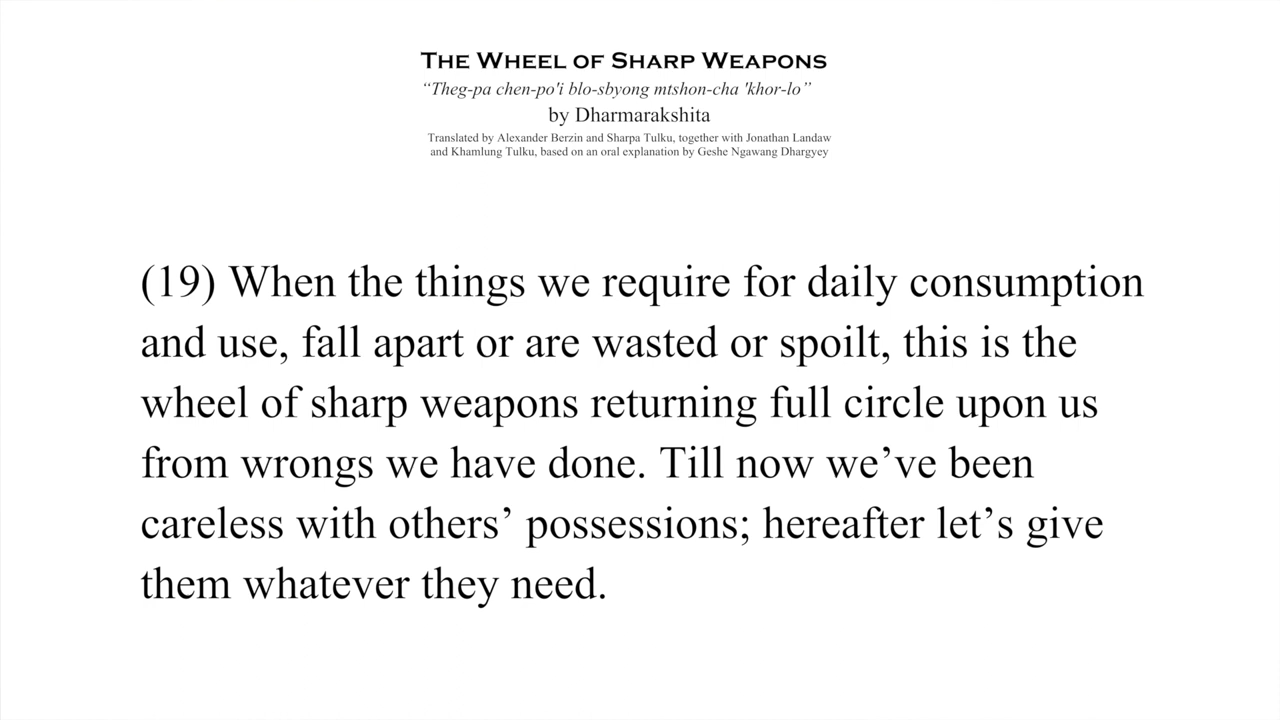 The Wheel of Sharp Weapons
“Theg-pa chen-po'i blo-sbyong mtshon-cha 'khor-lo”
by Dharmarakshita
Translated by Alexander Berzin and Sharpa Tulku, together with Jonathan Landaw
and Khamlung Tulku, based on an oral explanation by Geshe Ngawang Dhargyey
(19) When the things we require for daily consumption
and use, fall apart or are wasted or spoilt, this is the
wheel of sharp weapons returning full circle upon us
from wrongs we have done. Till now we’ve been
careless with others’ possessions; hereafter let’s give
them whatever they need.